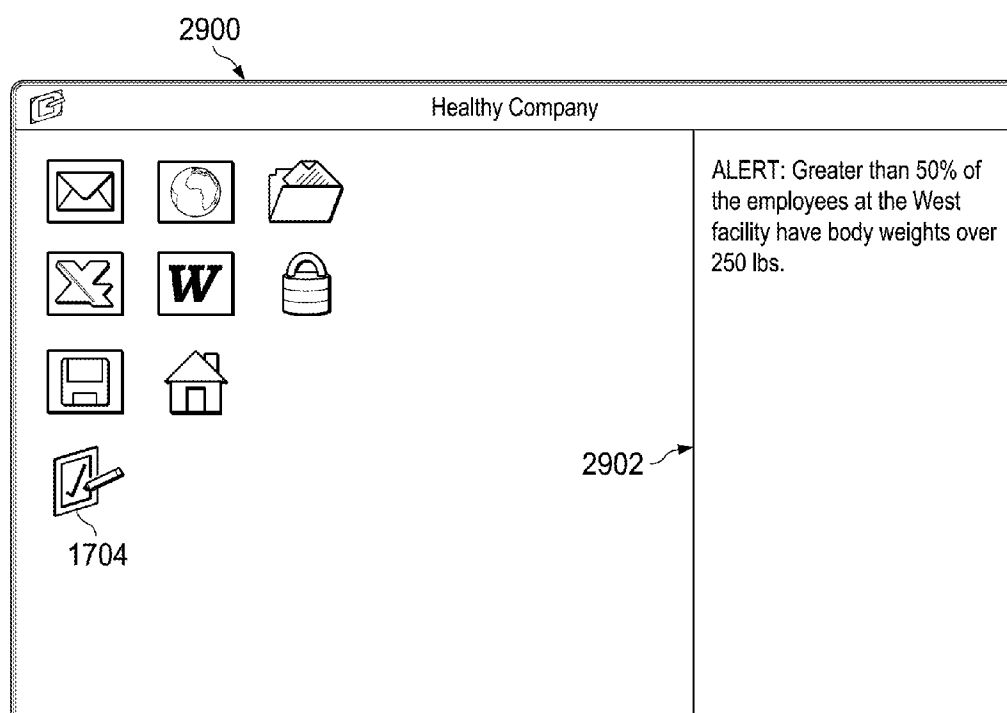 2900
Healthy Company
ALERT: Greater than 50% of
the employees at the West
facility have body weights over
250 lbs.
W
2902
1704